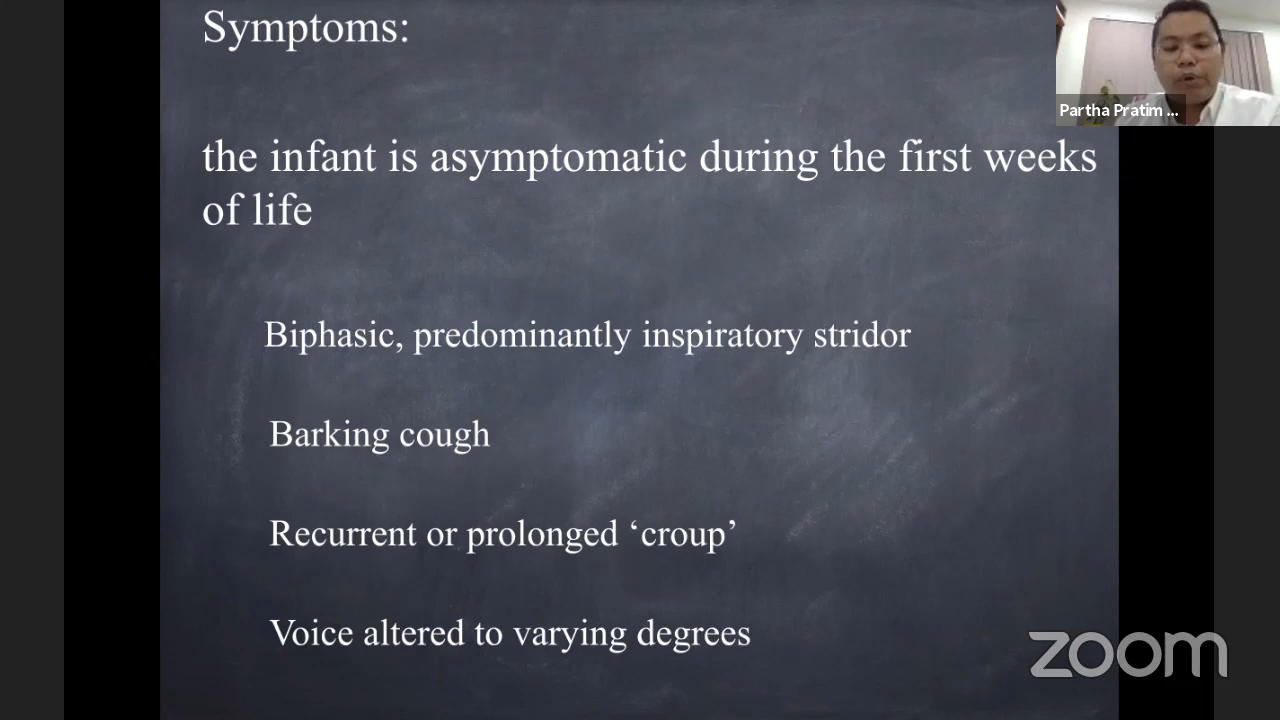 Symptoms:
Partha Pratim ...
the infant is asymptomatic during the first weeks
of life
Biphasic, predominantly inspiratory stridor
Barking cough
Recurrent or prolonged ‘croup’
Voice altered to varying degrees
zoom